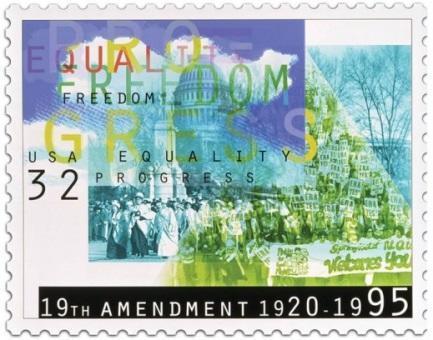 PRO
EQUALITY
FREEDOM
FREEDOM
GRESS
USA EQUALITY
32 PROGRESS
Welcomes You
19TH AMENDMENT 1920-1995